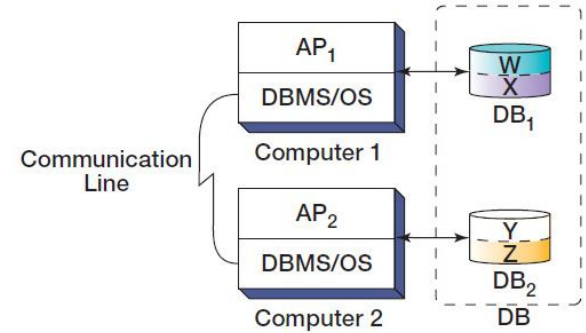 AP₁
DBMS/OS
Computer 1
W
X
DB₁
Communication
Line
AP₂
DBMS/OS
Computer 2
Y
Z
DB₂
DB